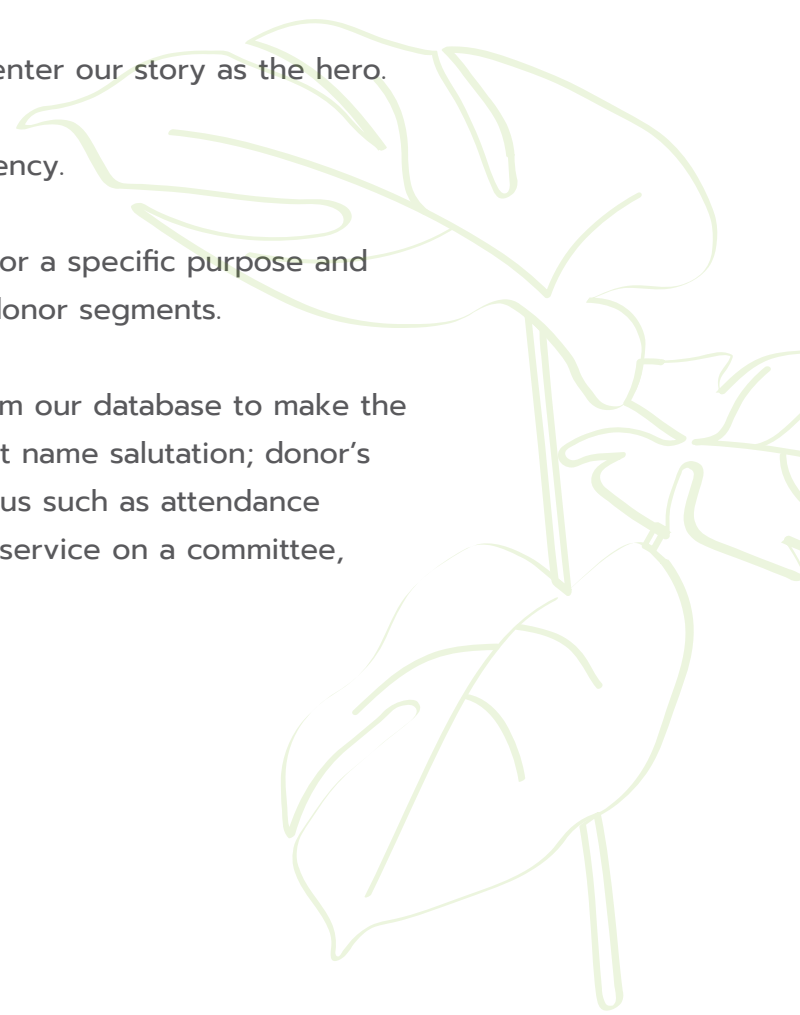 enter our story as the hero.
ency.
or a specific purpose and
donor segments.
m our database to make the
t name salutation; donor’s
us such as attendance
service on a committee,